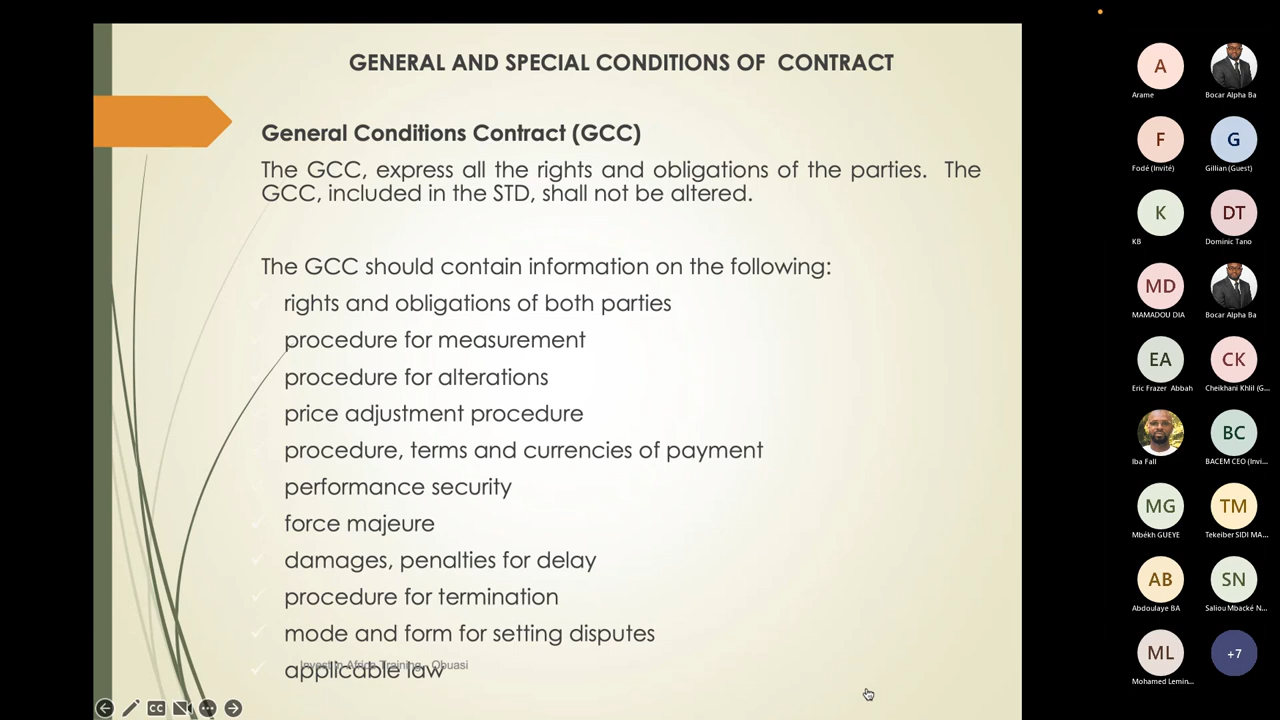 GENERAL AND SPECIAL CONDITIONS OF CONTRACT
General Conditions Contract (GCC)
The GCC, express all the rights and obligations of the parties. The
GCC, included in the STD, shall not be altered.
The GCC should contain information on the following:
rights and obligations of both parties
procedure for measurement
procedure for alterations
price adjustment procedure
procedure, terms and currencies of payment
performance security
force majeure
damages, penalties for delay
procedure for termination
mode and form for setting disputes
Invest in Africa Training - Obuasi
applicable law
CC
A
Arame
Bocar Alpha Ba
F
Fodé (Invité)
G
Gillian (Guest)
K
KB
DT
Dominic Tano
MD
MAMADOU DIA
Bocar Alpha Ba
EA
Eric Frazer Abbah
CK
Cheikhani Khlil (G...
Iba Fall
BC
BACEM CEO (Invi...
MG
Mbékh GUEYE
TM
Tekeiber SIDI MA...
AB
Abdoulaye BA
SN
Saliou Mbacké N...
ML
Mohamed Lemin...
+7